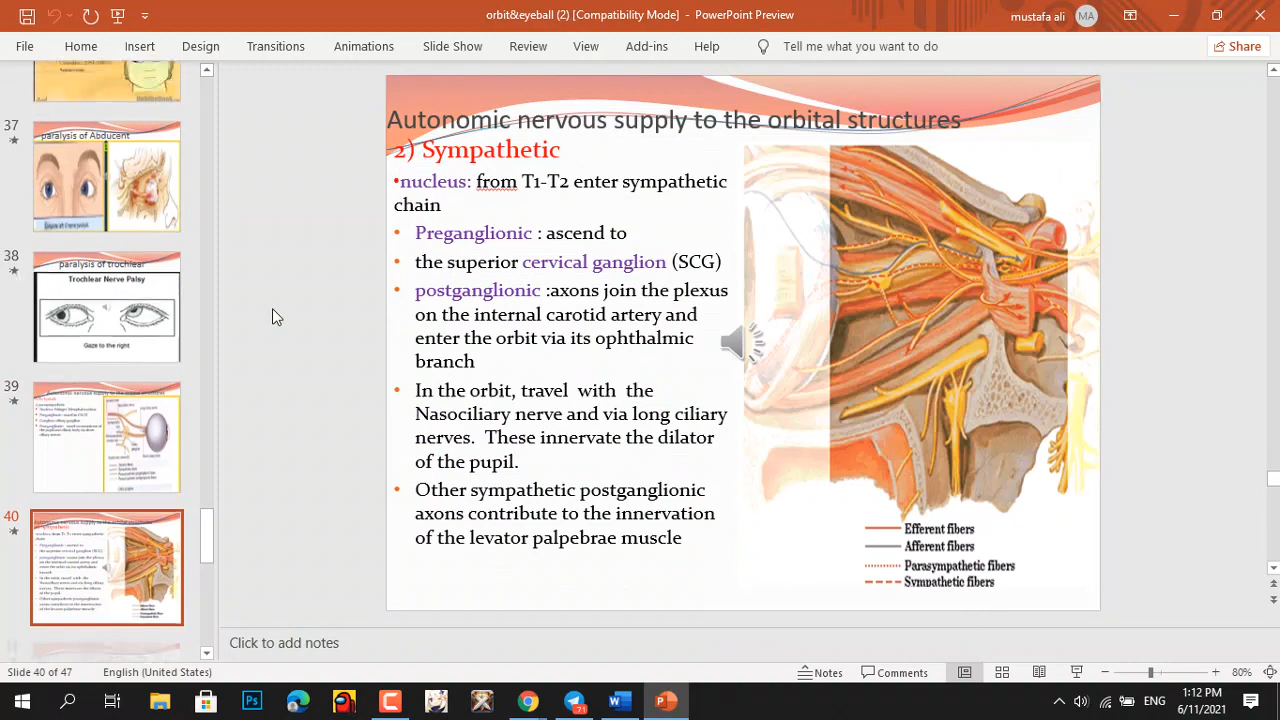 orbit&eyeball (2) [Compatibility Mode] - PowerPoint Preview
mustafa ali
MA
File
Home
Insert
Design
Transitions
Animations
Slide Show
Review
View
Add-ins
Help
Tell me what you want to do
Share
37
paralysis of Abducent
38
paralysis of trochlear
Trochlear Nerve Palsy
Gaze to the right
39
40
Autonomic nervous supply to the orbital structures
2) Sympathetic
•nucleus: from T1-T2 enter sympathetic
chain
• Preganglionic : ascend to
• the superior cervical ganglion (SCG)
• postganglionic :axons join the plexus
on the internal carotid artery and
enter the orbit via its ophthalmic
branch
• In the orbit, travel with the
Nasociliary nerve and via long ciliary
nerves. These innervate the dilator
of the pupil.
• Other sympathetic postganglionic
axons contribute to the innervation
of the levator palpebrae muscle
Efferent fibers
Afferent fibers
Parasympathetic fibers
Sympathetic fibers
Click to add notes
Slide 40 of 47
English (United States)
Notes
Comments
80%
71
ENG
1:12 PM
6/11/2021